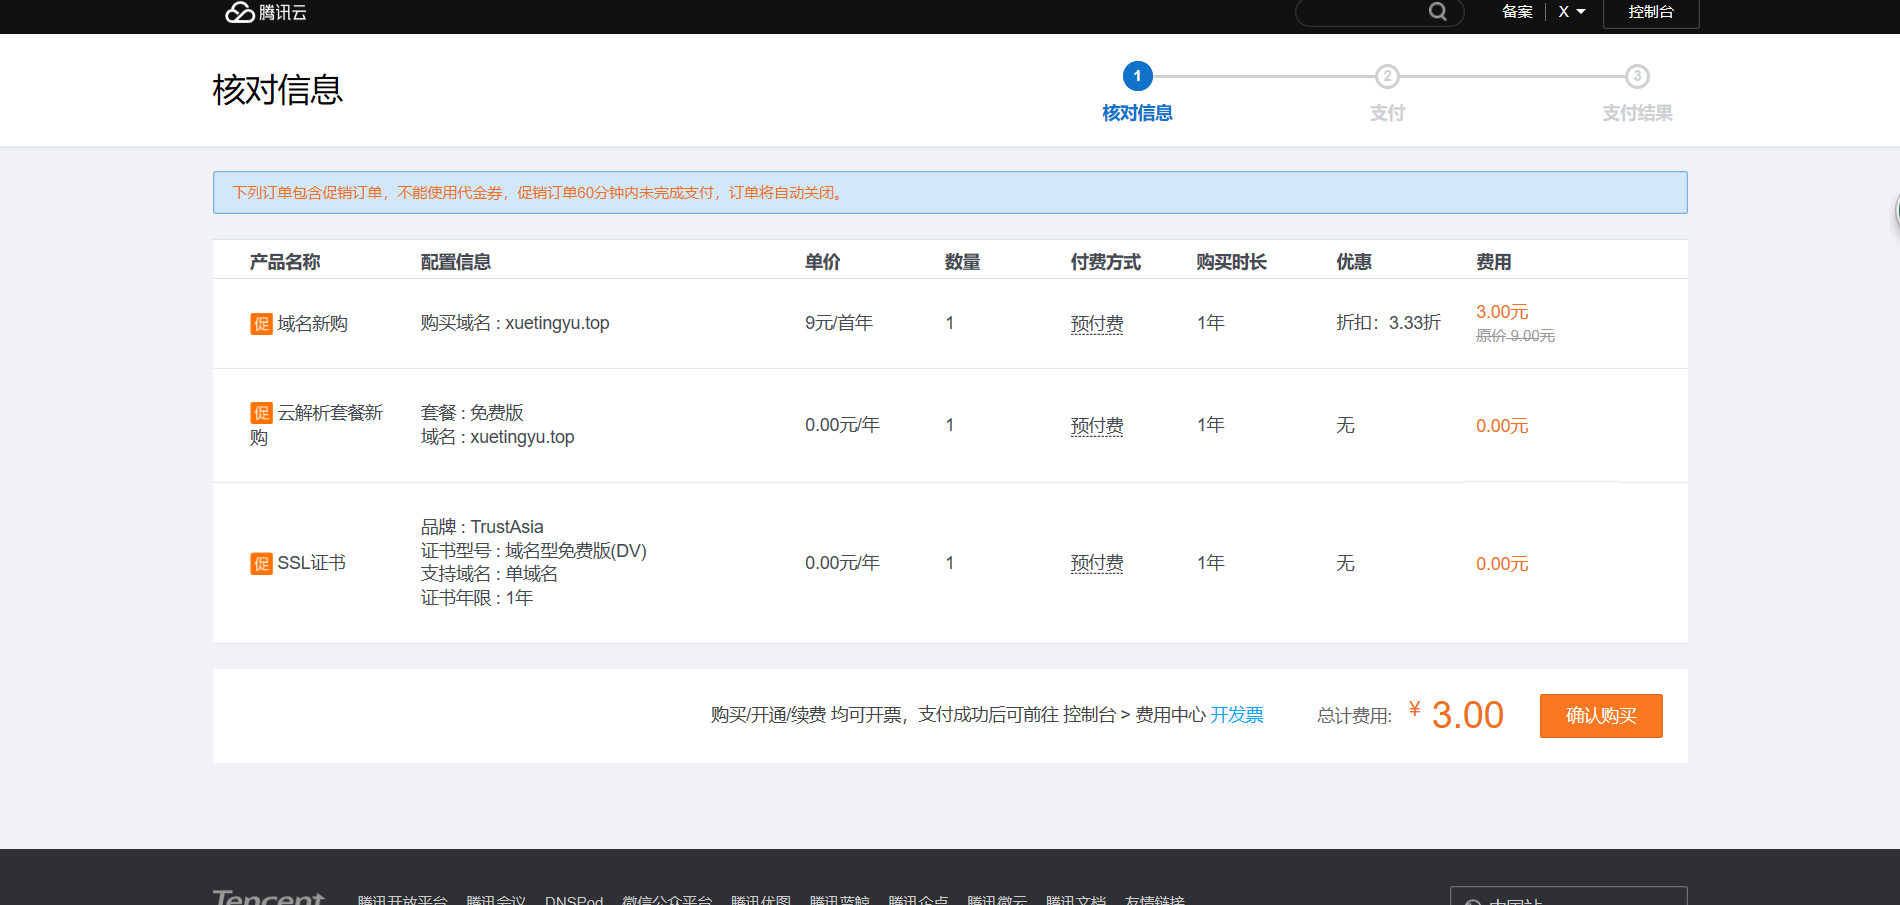 腾讯云
备案
X
控制台
核对信息
1
2
3
核对信息
支付
支付结果
下列订单包含促销订单，不能使用代金券，促销订单60分钟内未完成支付，订单将自动关闭。
产品名称 配置信息 单价 数量 付费方式 购买时长 优惠 费用
促 域名新购 购买域名 : xuetingyu.top 9元/首年 1 预付费 1年 折扣：3.33折 3.00元
原价 9.00元
促 云解析套餐新
购
套餐 : 免费版
域名 : xuetingyu.top
0.00元/年 1 预付费 1年 无 0.00元
促 SSL证书
品牌 : TrustAsia
证书型号 : 域名型免费版(DV)
支持域名 : 单域名
证书年限 : 1年
0.00元/年 1 预付费 1年 无 0.00元
购买/开通/续费 均可开票，支付成功后可前往 控制台 > 费用中心 开发票 总计费用: ¥ 3.00 确认购买
Tencent 腾讯开放平台 腾讯会议 DNSPod 微信公众平台 腾讯优图 腾讯蓝鲸 腾讯企点 腾讯微云 腾讯文档 友情链接 中国站